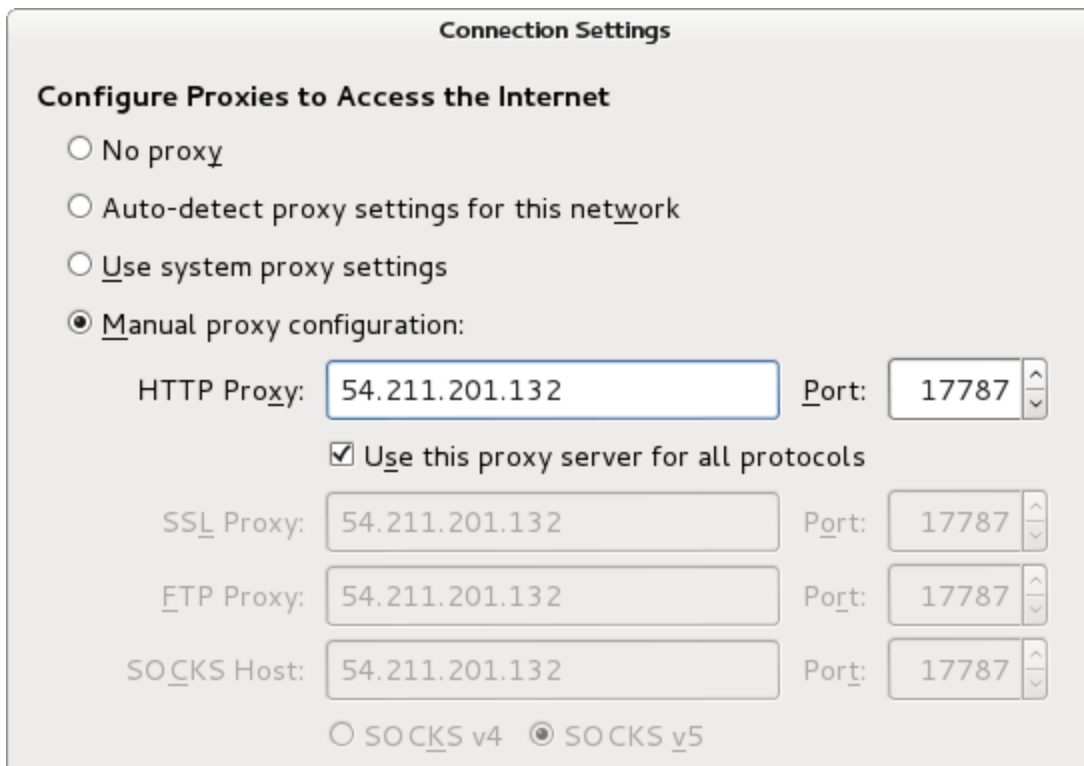 Connection Settings
Configure Proxies to Access the Internet
No proxy
Auto-detect proxy settings for this network
Use system proxy settings
Manual proxy configuration:
HTTP Proxy: 54.211.201.132 Port: 17787
Use this proxy server for all protocols
SSL Proxy: 54.211.201.132 Port: 17787
FTP Proxy: 54.211.201.132 Port: 17787
SOCKS Host: 54.211.201.132 Port: 17787
SOCKS v4 SOCKS v5